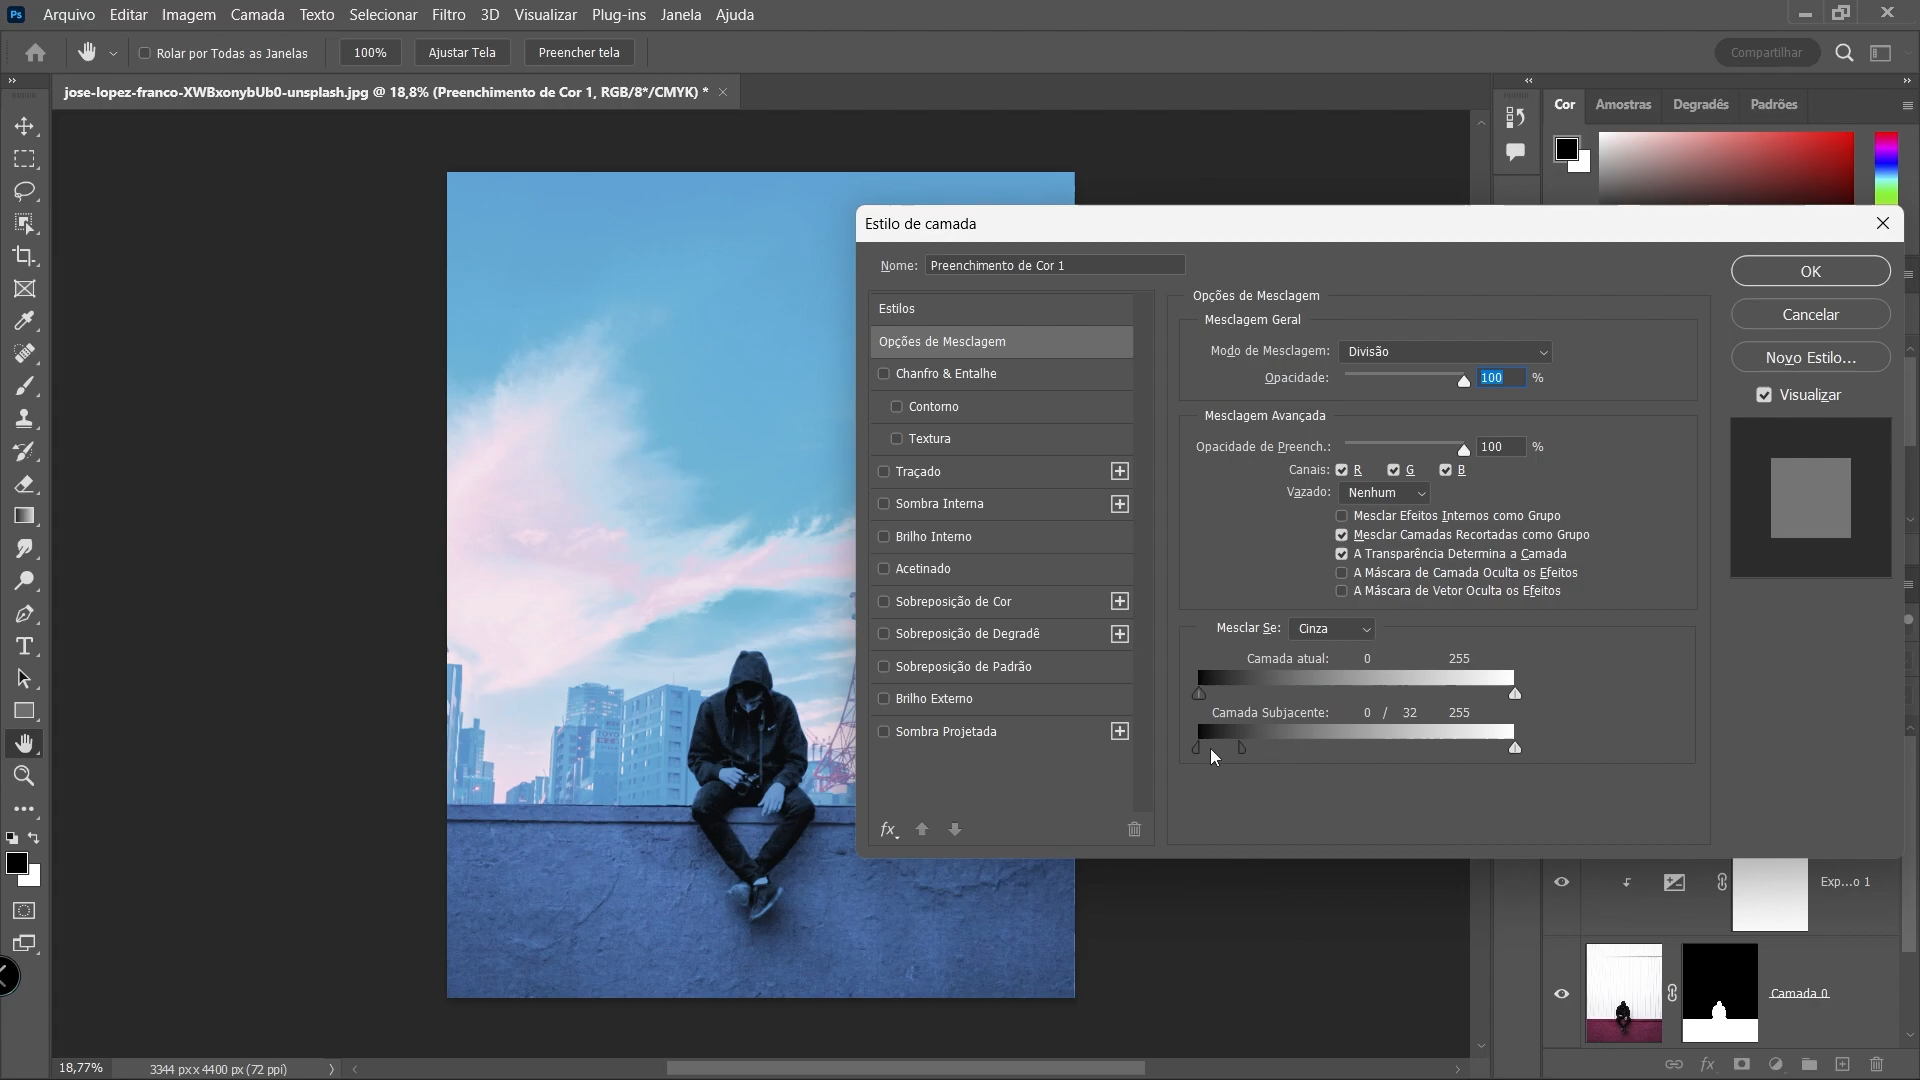 Ps Arquivo Editar Imagem Camada Texto Selecionar Filtro 3D Visualizar Plug-ins Janela Ajuda
Rolar por Todas as Janelas 100% Ajustar Tela Preencher tela Compartilhar
jose-lopez-franco-XWBxonybUb0-unsplash.jpg @ 18,8% (Preenchimento de Cor 1, RGB/8*/CMYK) *
Cor Amostras Degradês Padrões
Estilo de camada
Nome: Preenchimento de Cor 1
Estilos
Opções de Mesclagem
Chanfro & Entalhe
Contorno
Textura
Traçado
Sombra Interna
Brilho Interno
Acetinado
Sobreposição de Cor
Sobreposição de Degradê
Sobreposição de Padrão
Brilho Externo
Sombra Projetada
fx
Opções de Mesclagem
Mesclagem Geral
Modo de Mesclagem: Divisão
Opacidade: 100 %
Mesclagem Avançada
Opacidade de Preench.: 100 %
Canais: R G B
Vazado: Nenhum
Mesclar Efeitos Internos como Grupo
Mesclar Camadas Recortadas como Grupo
A Transparência Determina a Camada
A Máscara de Camada Oculta os Efeitos
A Máscara de Vetor Oculta os Efeitos
Mesclar Se: Cinza
Camada atual: 0 255
Camada Subjacente: 0 / 32 255
OK
Cancelar
Novo Estilo...
Visualizar
Exp...o 1
Camada 0
fx
18,77% 3344 px x 4400 px (72 ppi)